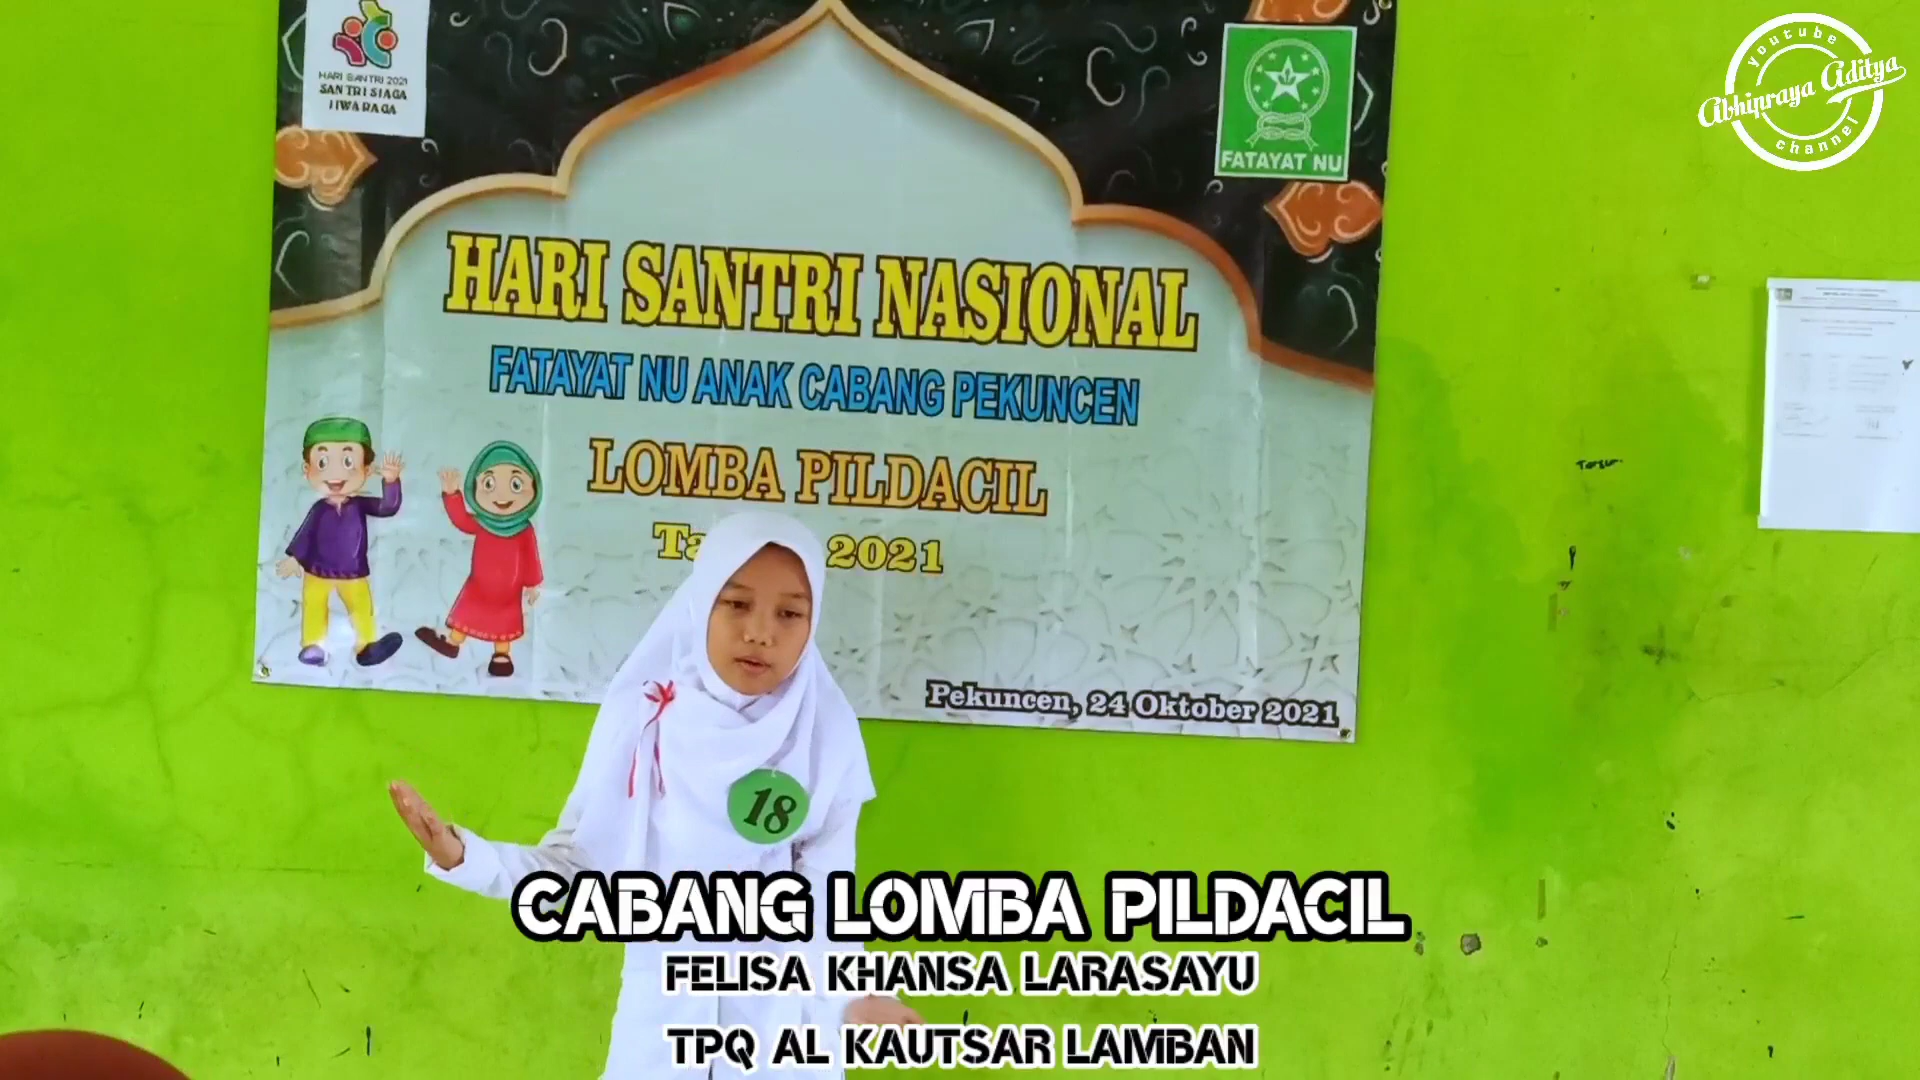 HARI SANTRI 2021
SANTRI SIAGA
JIWA RAGA
FATAYAT NU
youtube
Abhipraya Aditya
channel
HARI SANTRI NASIONAL
FATAYAT NU ANAK CABANG PEKUNCEN
LOMBA PILDACIL
2021
Pekuncen, 24 Oktober 2021
18
CABANG LOMBA PILDACIL
FELISA KHANSA LARASAYU
TPQ AL KAUTSAR LAMBAN